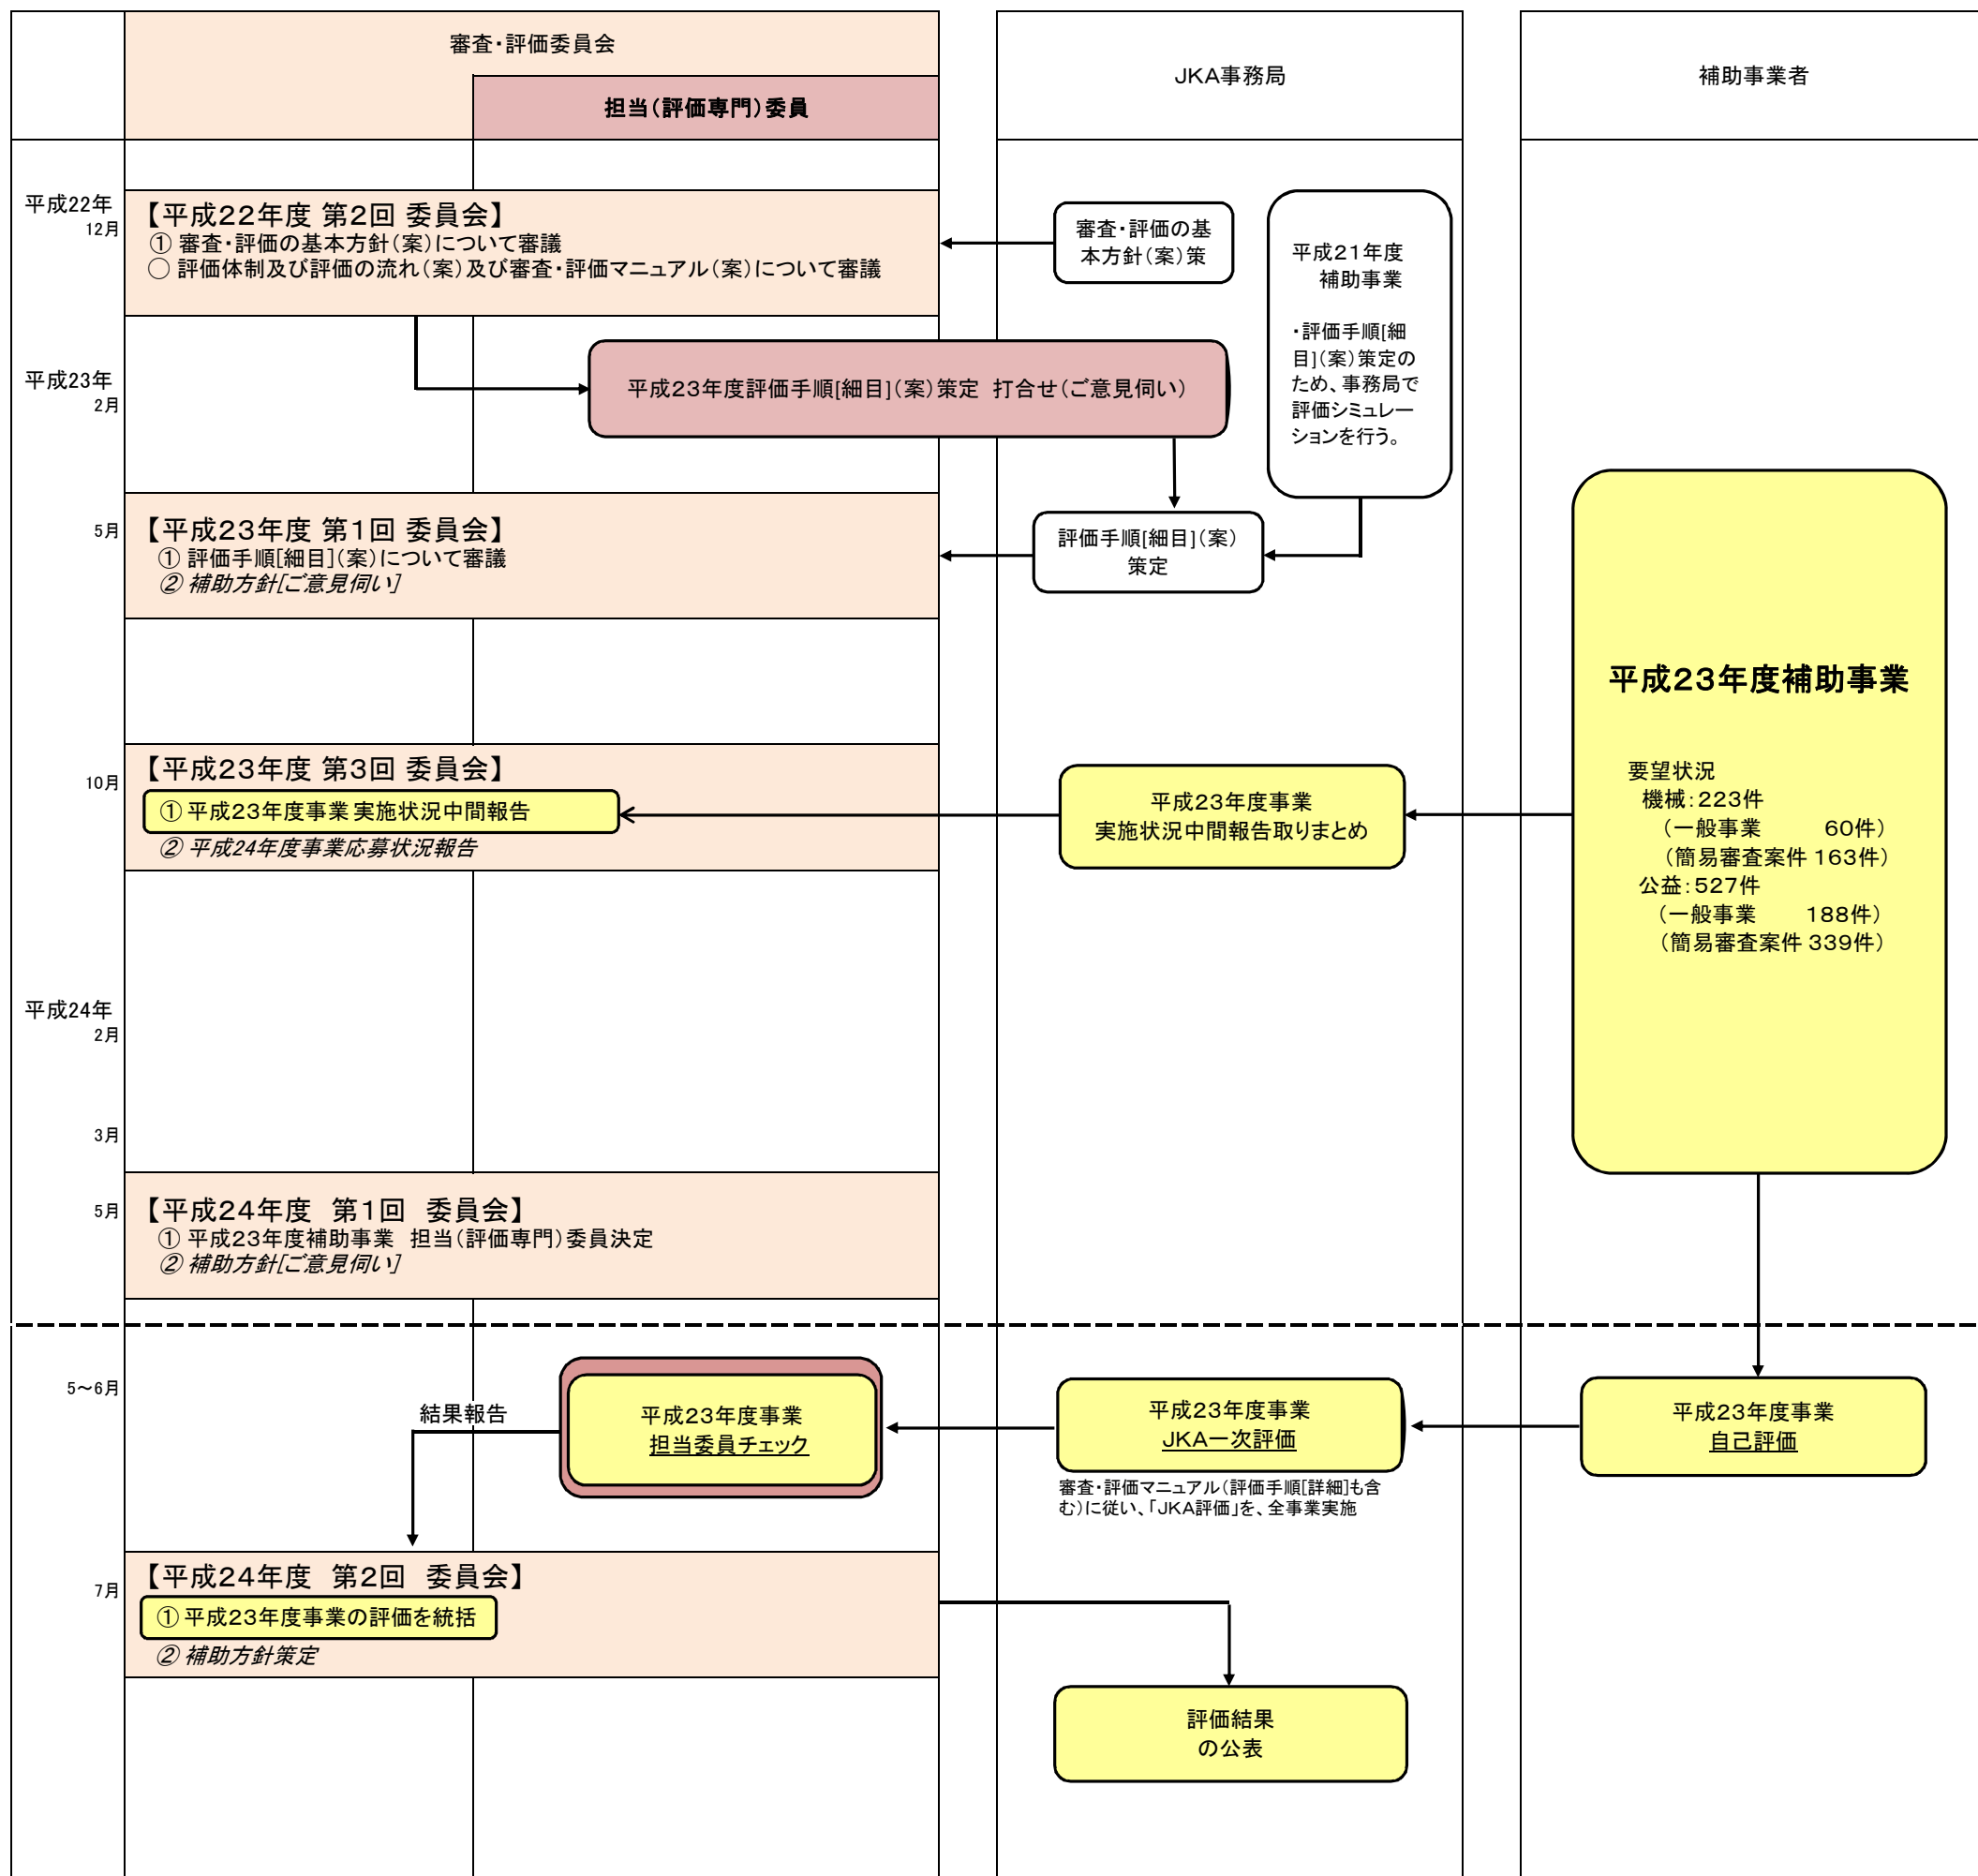 審査・評価委員会
担当(評価専門)委員
JKA事務局
補助事業者
平成22年
12月
【平成22年度 第2回 委員会】
① 審査・評価の基本方針(案)について審議
○ 評価体制及び評価の流れ(案)及び審査・評価マニュアル(案)について審議
審査・評価の基
本方針(案)策
平成21年度
補助事業
・評価手順[細
目](案)策定の
ため、事務局で
評価シミュレー
ションを行う。
平成23年
2月
平成23年度評価手順[細目](案)策定 打合せ(ご意見伺い)
5月
【平成23年度 第1回 委員会】
① 評価手順[細目](案)について審議
② 補助方針[ご意見伺い]
評価手順[細目](案)
策定
平成23年度補助事業
要望状況
機械:223件
(一般事業 60件)
(簡易審査案件 163件)
公益:527件
(一般事業 188件)
(簡易審査案件 339件)
10月
【平成23年度 第3回 委員会】
① 平成23年度事業 実施状況中間報告
② 平成24年度事業応募状況報告
平成23年度事業
実施状況中間報告取りまとめ
平成24年
2月
3月
5月
【平成24年度 第1回 委員会】
① 平成23年度補助事業 担当(評価専門)委員決定
② 補助方針[ご意見伺い]
5~6月
結果報告
平成23年度事業
担当委員チェック
平成23年度事業
JKA一次評価
審査・評価マニュアル(評価手順[詳細]も含
む)に従い、「JKA評価」を、全事業実施
平成23年度事業
自己評価
7月
【平成24年度 第2回 委員会】
① 平成23年度事業の評価を統括
② 補助方針策定
評価結果
の公表